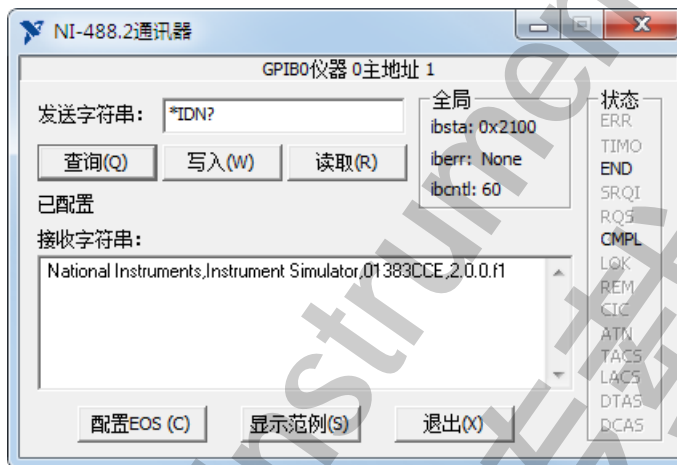 NI-488.2通讯器
GPIB0仪器 0主地址 1
发送字符串：
*IDN?
查询(Q)
写入(W)
读取(R)
已配置
接收字符串：
National Instruments,Instrument Simulator,01383CCE,2.0.0.f1
配置EOS (C)
显示范例(S)
退出(X)
全局
ibsta: 0x2100
iberr: None
ibcntl: 60
状态
ERR
TIMO
END
SRQI
RQS
CMPL
LOK
REM
CIC
ATN
TACS
LACS
DTAS
DCAS